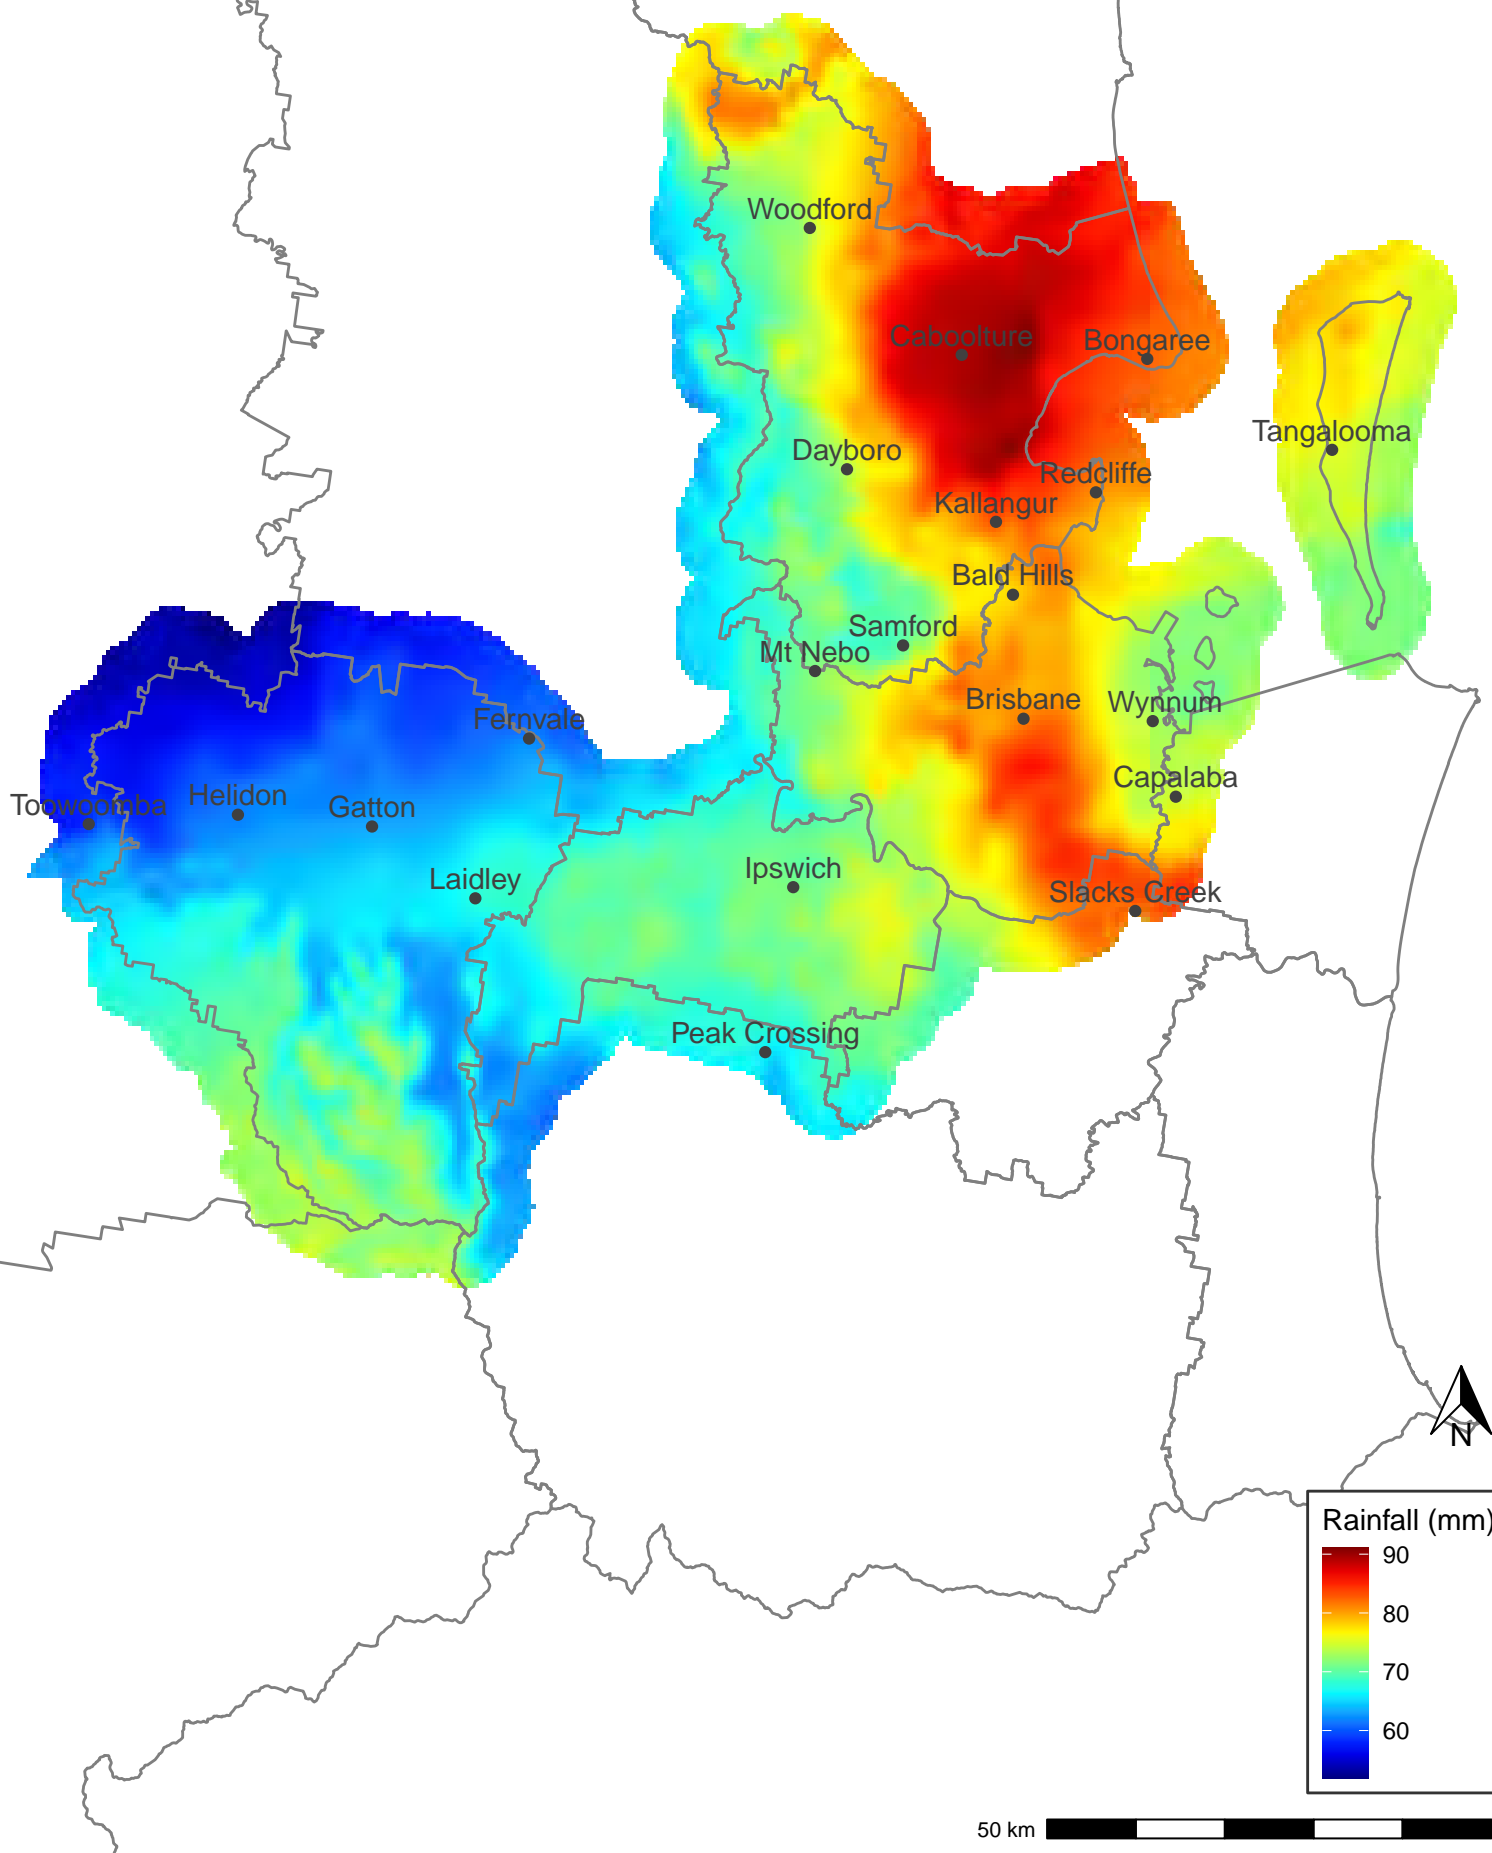 Woodford
Caboolture
Bongaree
Tangalooma
Dayboro
Redcliffe
Kallangur
Bald Hills
Samford
Mt Nebo
Brisbane
Wynnum
Fernvale
Capalaba
Toowoomba
Helidon
Gatton
Ipswich
Laidley
Slacks Creek
Peak Crossing
N
Rainfall (mm)
90
80
70
60
50 km